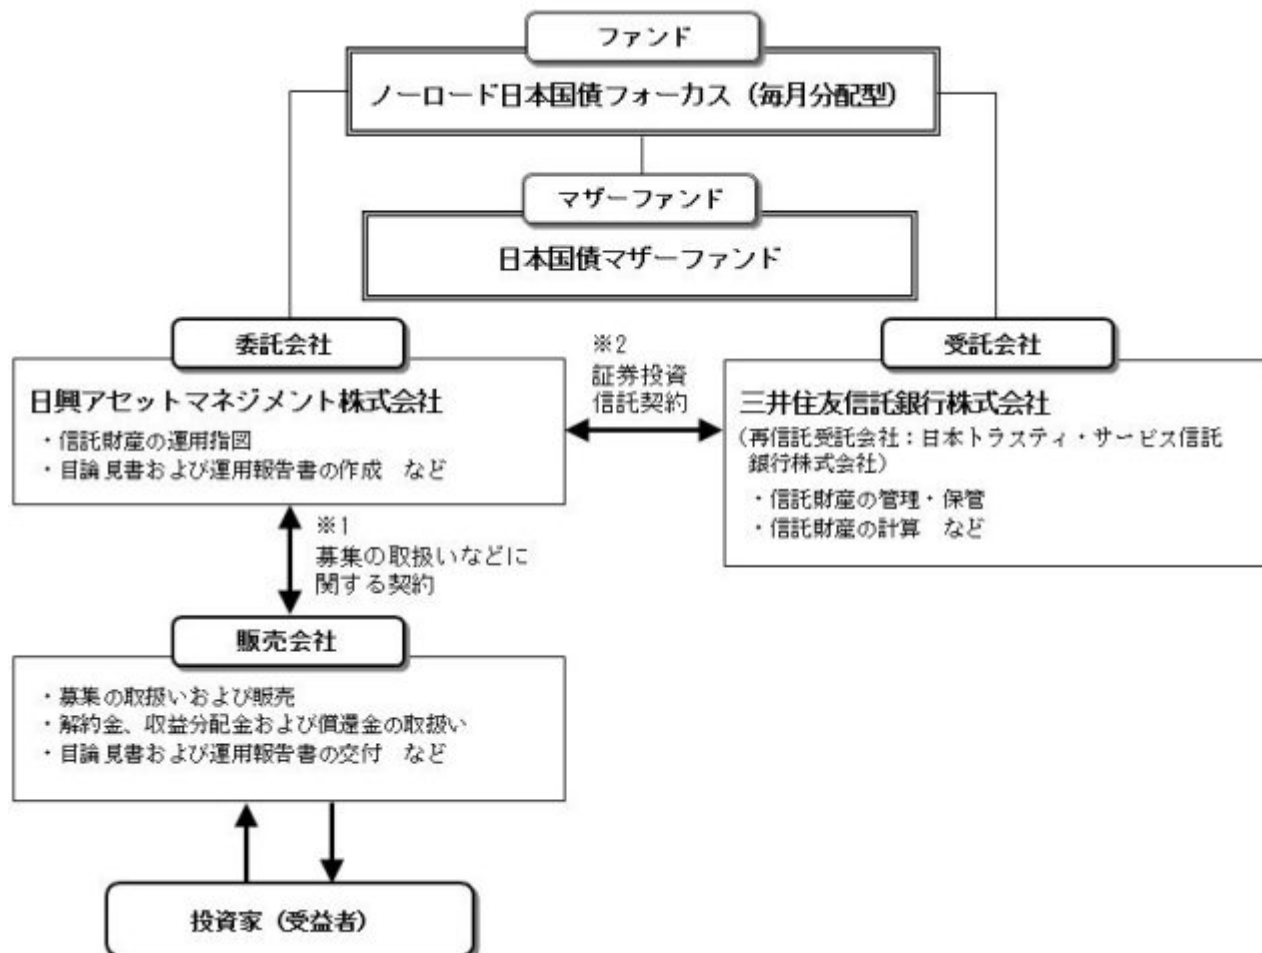 ファンド
ノーロード日本国債フォーカス（毎月分配型）
マザーファンド
日本国債マザーファンド
委託会社
日興アセットマネジメント株式会社
・信託財産の運用指図
・目論見書および運用報告書の作成　など
※2
証券投資
信託契約
受託会社
三井住友信託銀行株式会社
（再信託受託会社：日本トラスティ・サービス信託
銀行株式会社）
・信託財産の管理・保管
・信託財産の計算　など
※1
募集の取扱いなどに
関する契約
販売会社
・募集の取扱いおよび販売
・解約金、収益分配金および償還金の取扱い
・目論見書および運用報告書の交付　など
投資家（受益者）